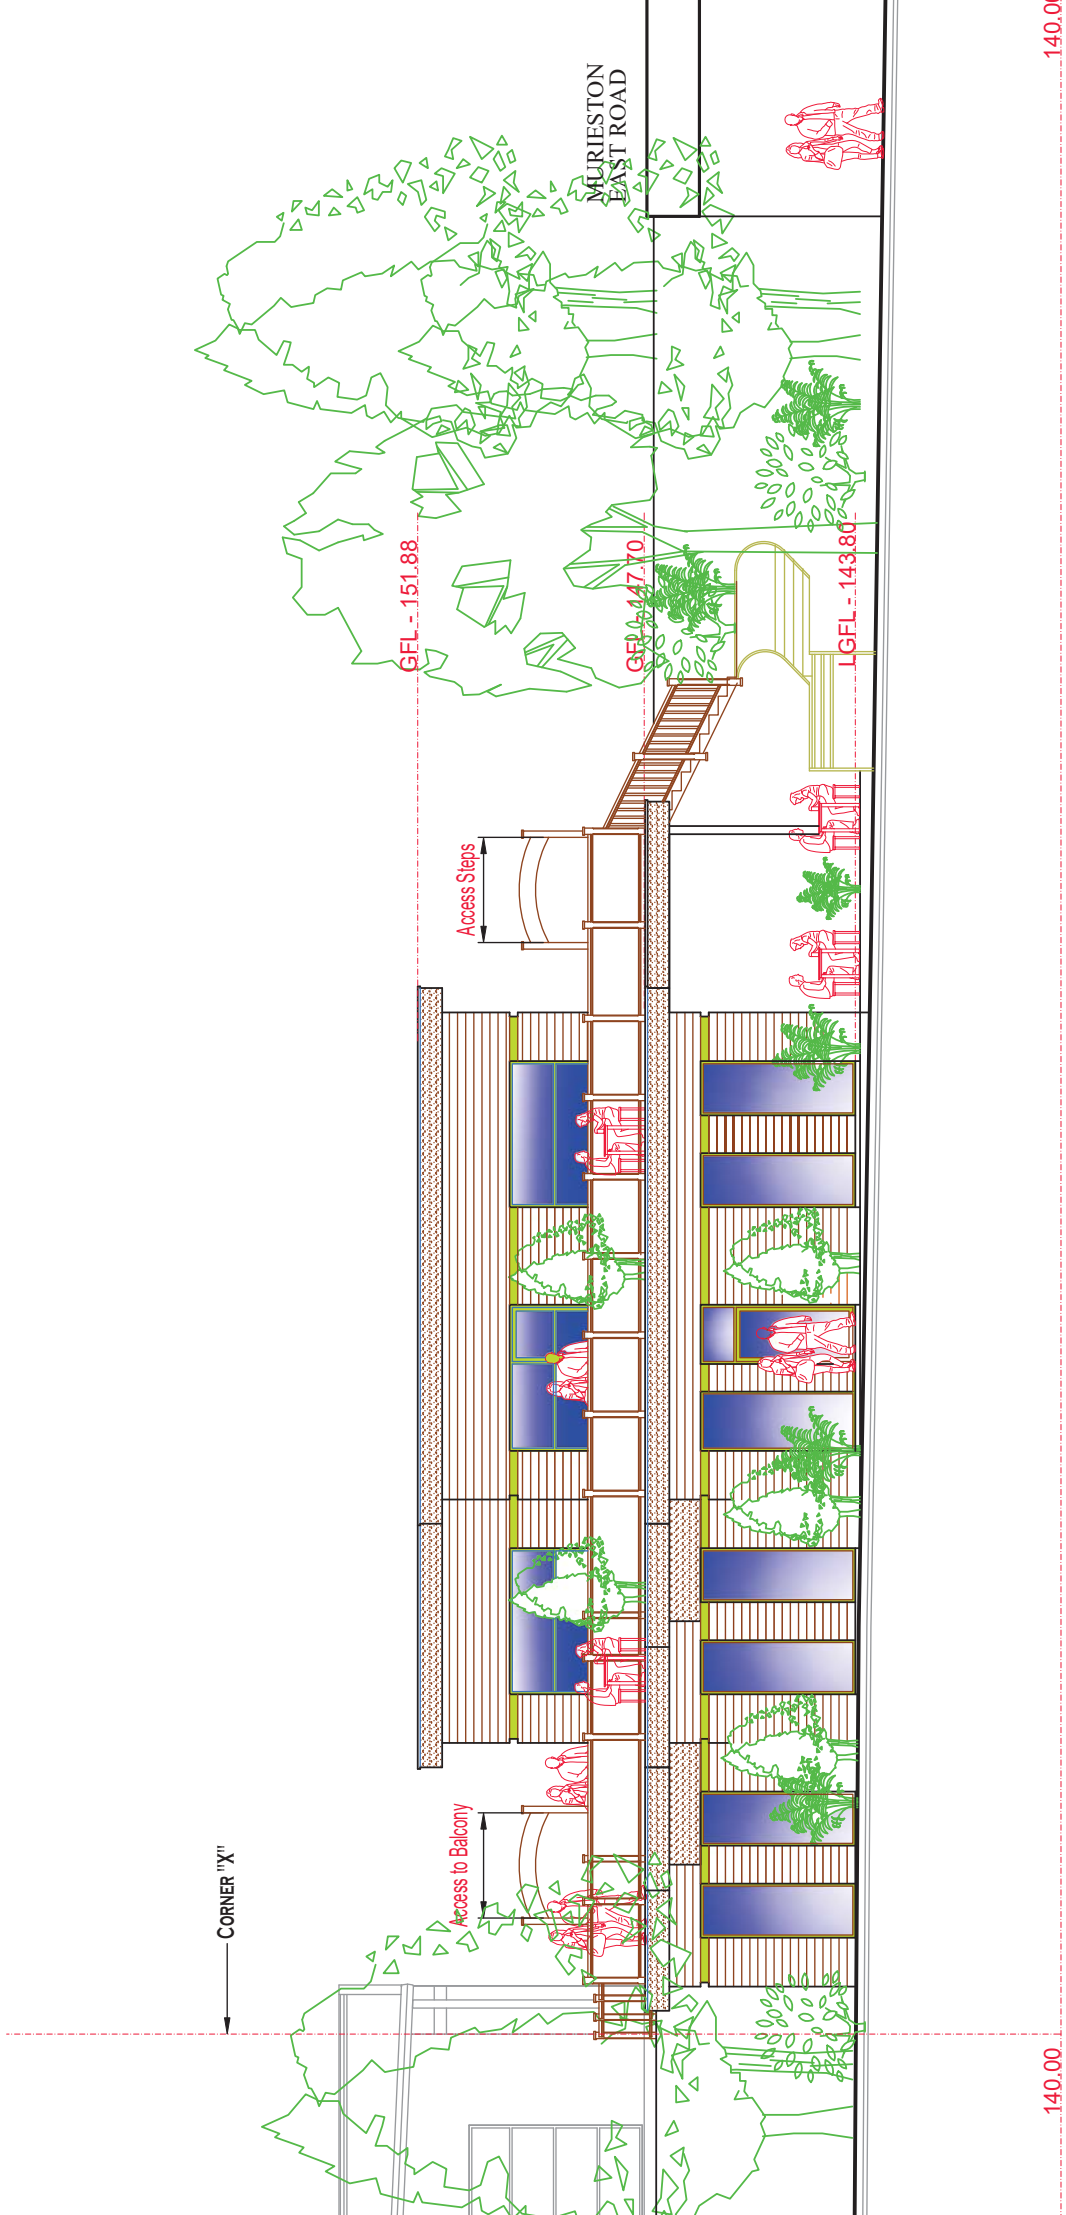 CORNER "X"
Access to Balcony
Access Steps
GFL - 151.88
GFL - 147.70
LGFL - 143.80
MURIESTON
EAST ROAD
140.00
140.00